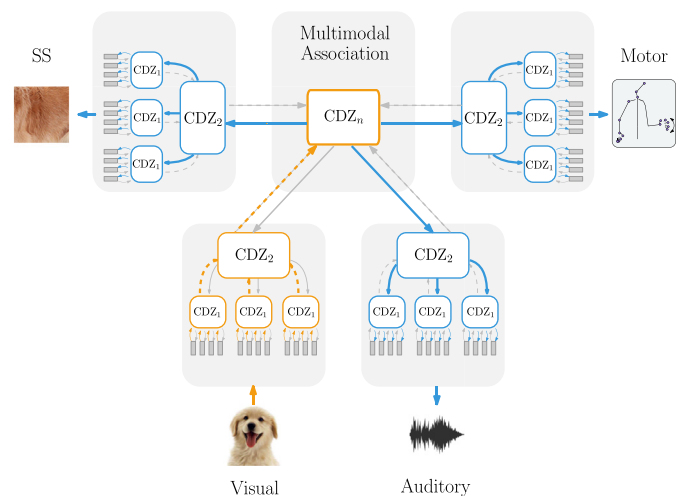 Multimodal
Association
SS
Motor
CDZ₁
CDZ₁
CDZ₁
CDZ₂
CDZₙ
CDZ₂
CDZ₁
CDZ₁
CDZ₁
CDZ₂
CDZ₁
CDZ₁
CDZ₁
CDZ₂
CDZ₁
CDZ₁
CDZ₁
Visual
Auditory